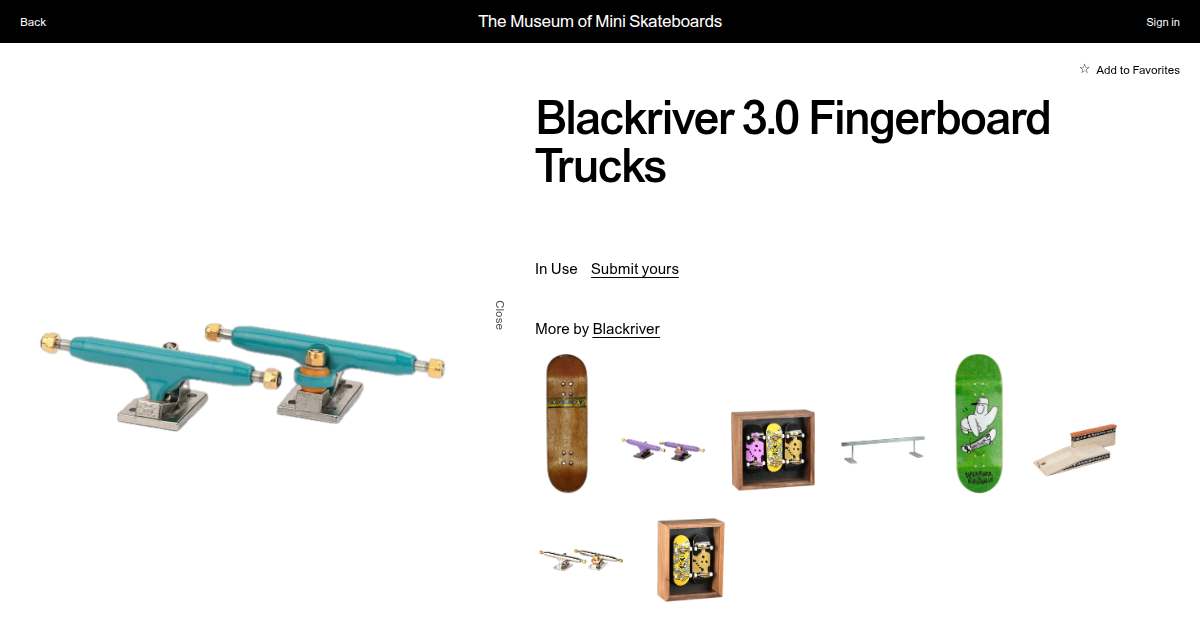 Back
The Museum of Mini Skateboards
Sign in
☆ Add to Favorites
Blackriver 3.0 Fingerboard
Trucks
In Use Submit yours
Close
More by Blackriver